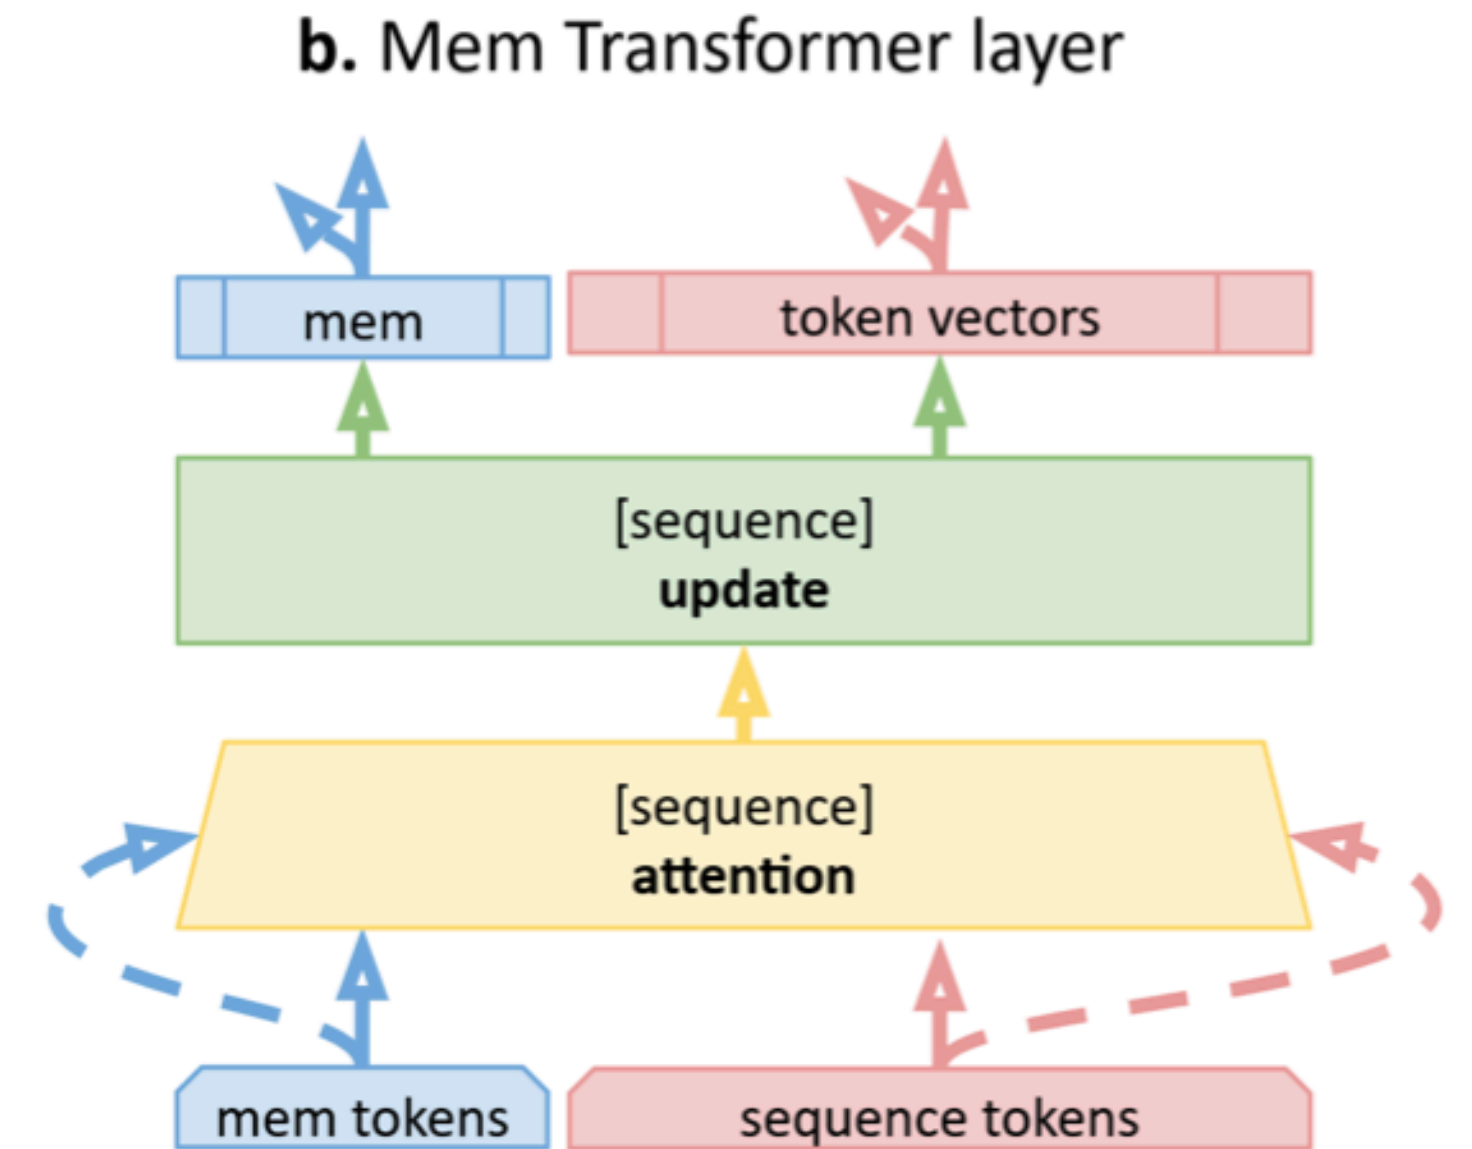 b. Mem Transformer layer
mem
token vectors
[sequence]
update
[sequence]
attention
mem tokens
sequence tokens